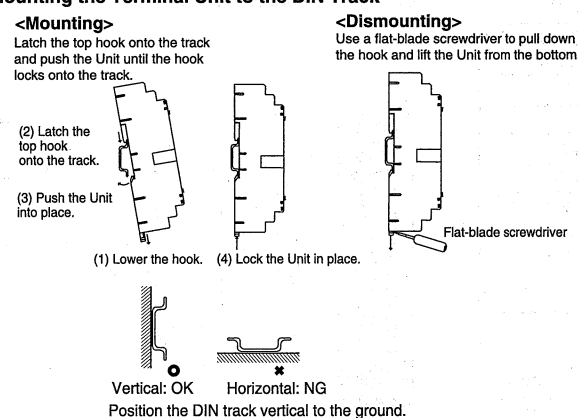 ounting the Terminal Unit to the DIN Track
<Mounting>
Latch the top hook onto the track
and push the Unit until the hook
locks onto the track.
(2) Latch the
top hook
onto the track.
(3) Push the Unit
into place.
(1) Lower the hook.
(4) Lock the Unit in place.
<Dismounting>
Use a flat-blade screwdriver to pull down
the hook and lift the Unit from the bottom
Flat-blade screwdriver
Vertical: OK
Horizontal: NG
Position the DIN track vertical to the ground.